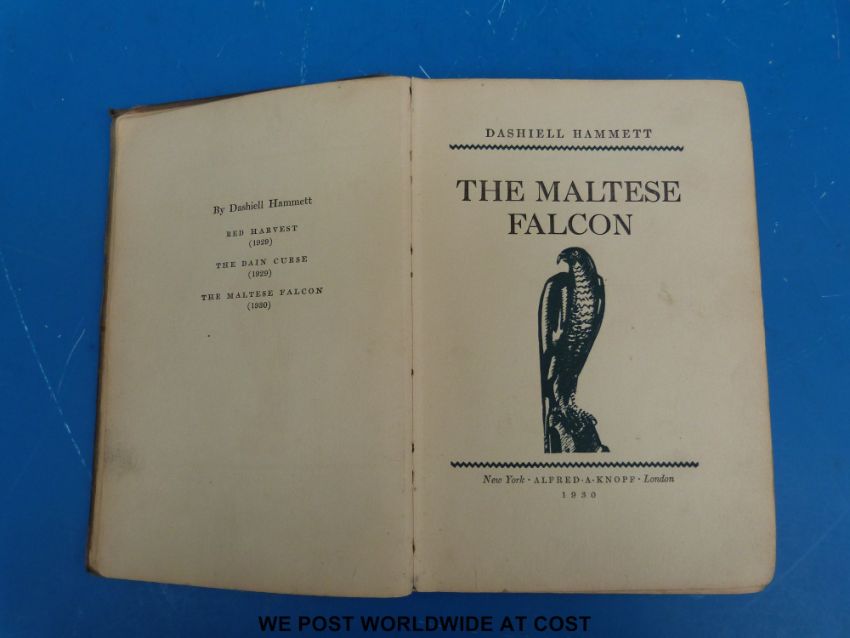 By Dashiell Hammett
RED HARVEST
(1929)
THE DAIN CURSE
(1929)
THE MALTESE FALCON
(1930)
DASHIELL HAMMETT
THE MALTESE
FALCON
New York · ALFRED · A · KNOPF · London
1930
WE POST WORLDWIDE AT COST